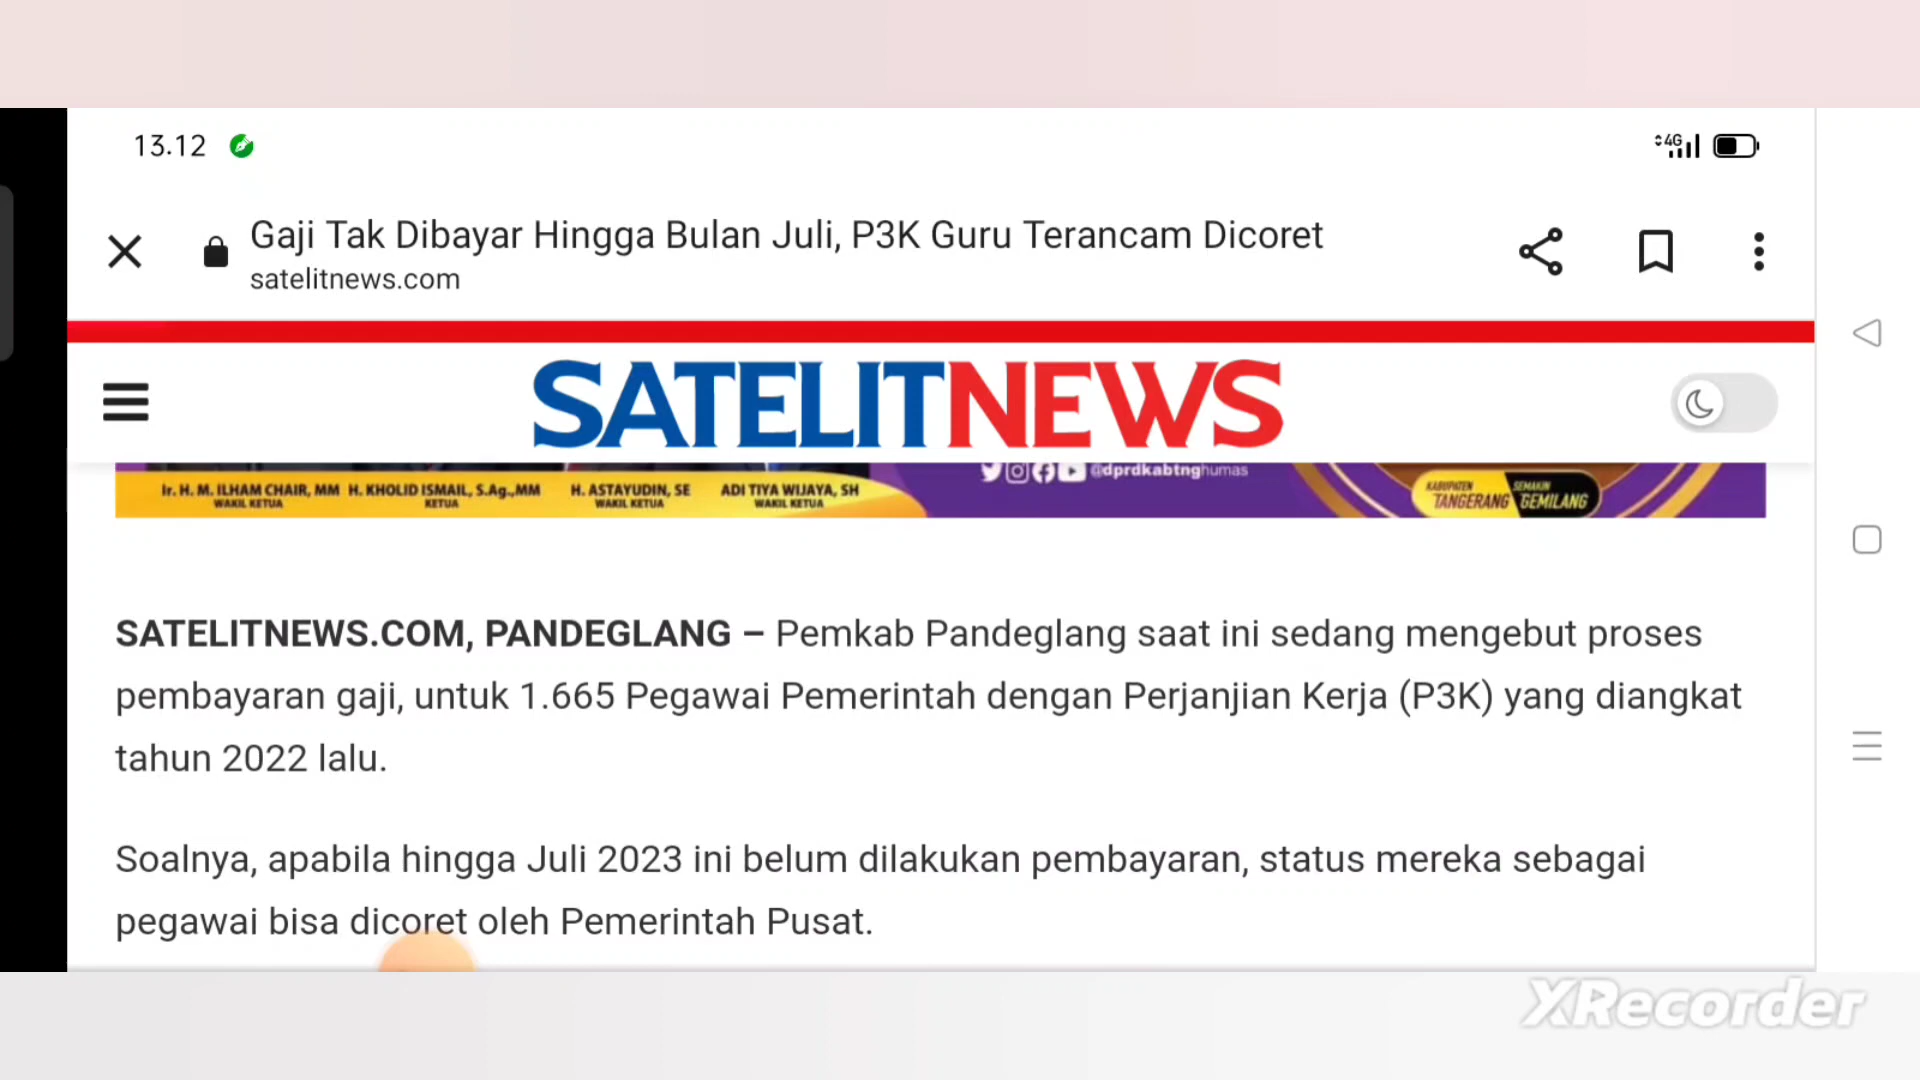 13.12
4G
Gaji Tak Dibayar Hingga Bulan Juli, P3K Guru Terancam Dicoret
satelitnews.com
SATELITNEWS
@dprdkabtnghumas
Ir. H. M. ILHAM CHAIR, MM H. KHOLID ISMAIL, S.Ag.,MM H. ASTAYUDIN, SE ADI TIYA WIJAYA, SH
WAKIL KETUA KETUA WAKIL KETUA WAKIL KETUA
KABUPATEN TANGERANG SEMAKIN GEMILANG
SATELITNEWS.COM, PANDEGLANG – Pemkab Pandeglang saat ini sedang mengebut proses
pembayaran gaji, untuk 1.665 Pegawai Pemerintah dengan Perjanjian Kerja (P3K) yang diangkat
tahun 2022 lalu.
Soalnya, apabila hingga Juli 2023 ini belum dilakukan pembayaran, status mereka sebagai
pegawai bisa dicoret oleh Pemerintah Pusat.
XRecorder